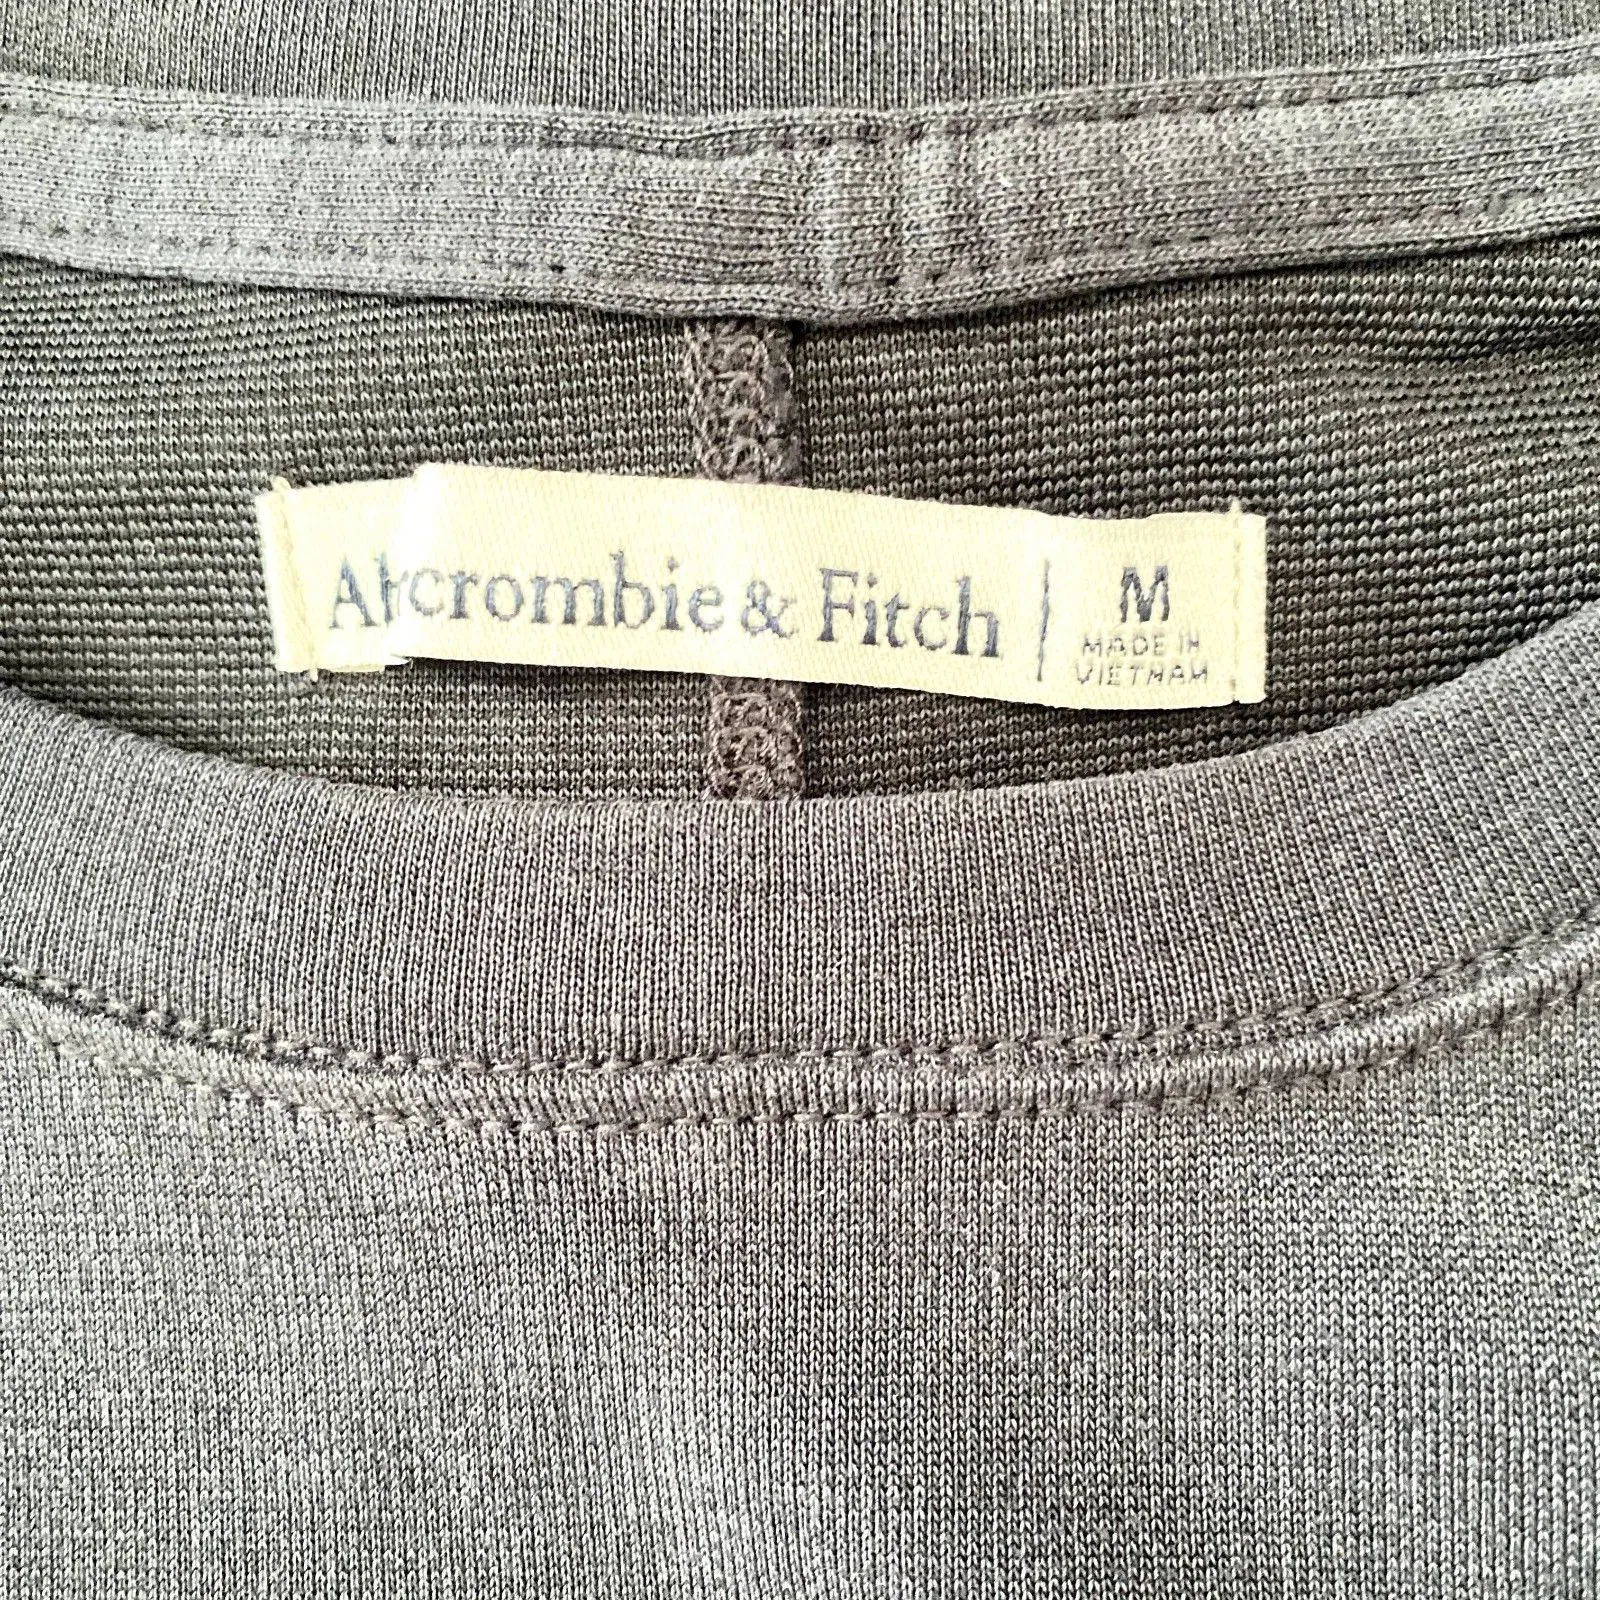 Abercrombie & Fitch | M
MADE IN
VIETNAM